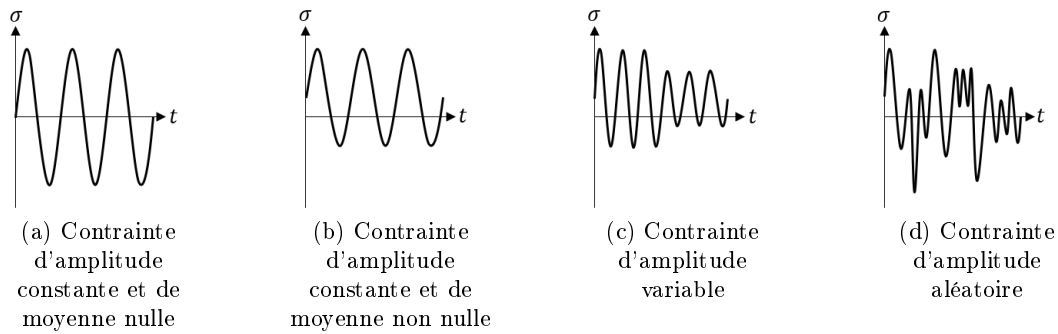 σ
t
σ
t
σ
t
σ
t
(a) Contrainte
d'amplitude
constante et de
moyenne nulle
(b) Contrainte
d'amplitude
constante et de
moyenne non nulle
(c) Contrainte
d'amplitude
variable
(d) Contrainte
d'amplitude
aléatoire